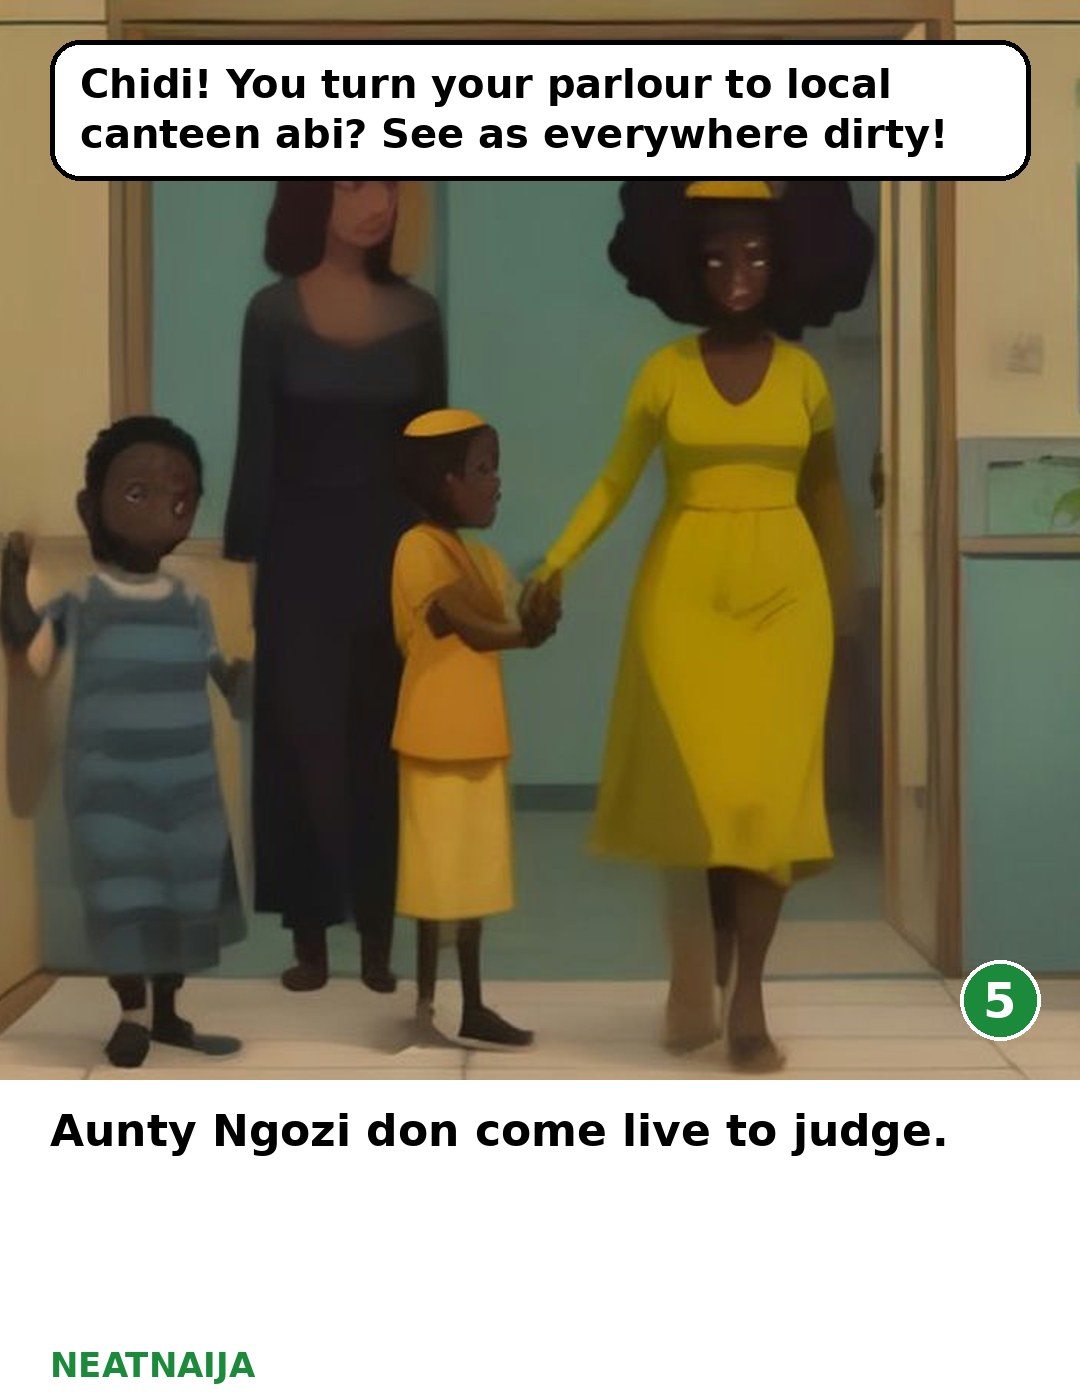 Chidi! You turn your parlour to local
canteen abi? See as everywhere dirty!
5
Aunty Ngozi don come live to judge.
NEATNAIJA